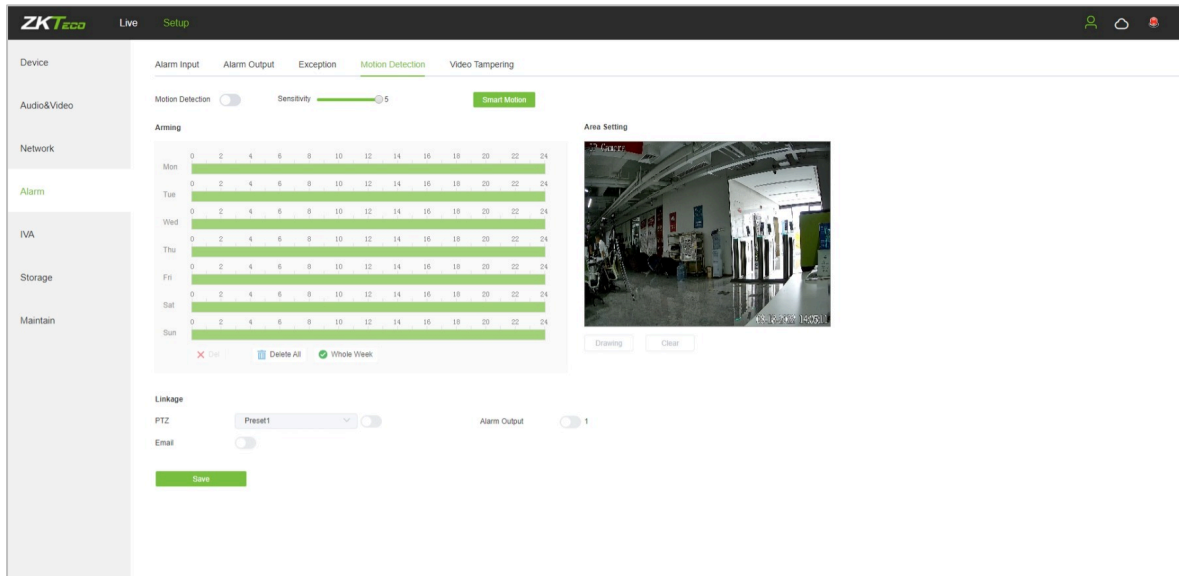 ZKTeco Live Setup
Device
Audio&Video
Network
Alarm
IVA
Storage
Maintain
Alarm Input Alarm Output Exception Motion Detection Video Tampering
Motion Detection Sensitivity 5 Smart Motion
Arming
0 2 4 6 8 10 12 14 16 18 20 22 24
Mon
0 2 4 6 8 10 12 14 16 18 20 22 24
Tue
0 2 4 6 8 10 12 14 16 18 20 22 24
Wed
0 2 4 6 8 10 12 14 16 18 20 22 24
Thu
0 2 4 6 8 10 12 14 16 18 20 22 24
Fri
0 2 4 6 8 10 12 14 16 18 20 22 24
Sat
0 2 4 6 8 10 12 14 16 18 20 22 24
Sun
Delete All Whole Week
Area Setting
Drawing Clear
Linkage
PTZ Preset1 Alarm Output 1
Email
Save